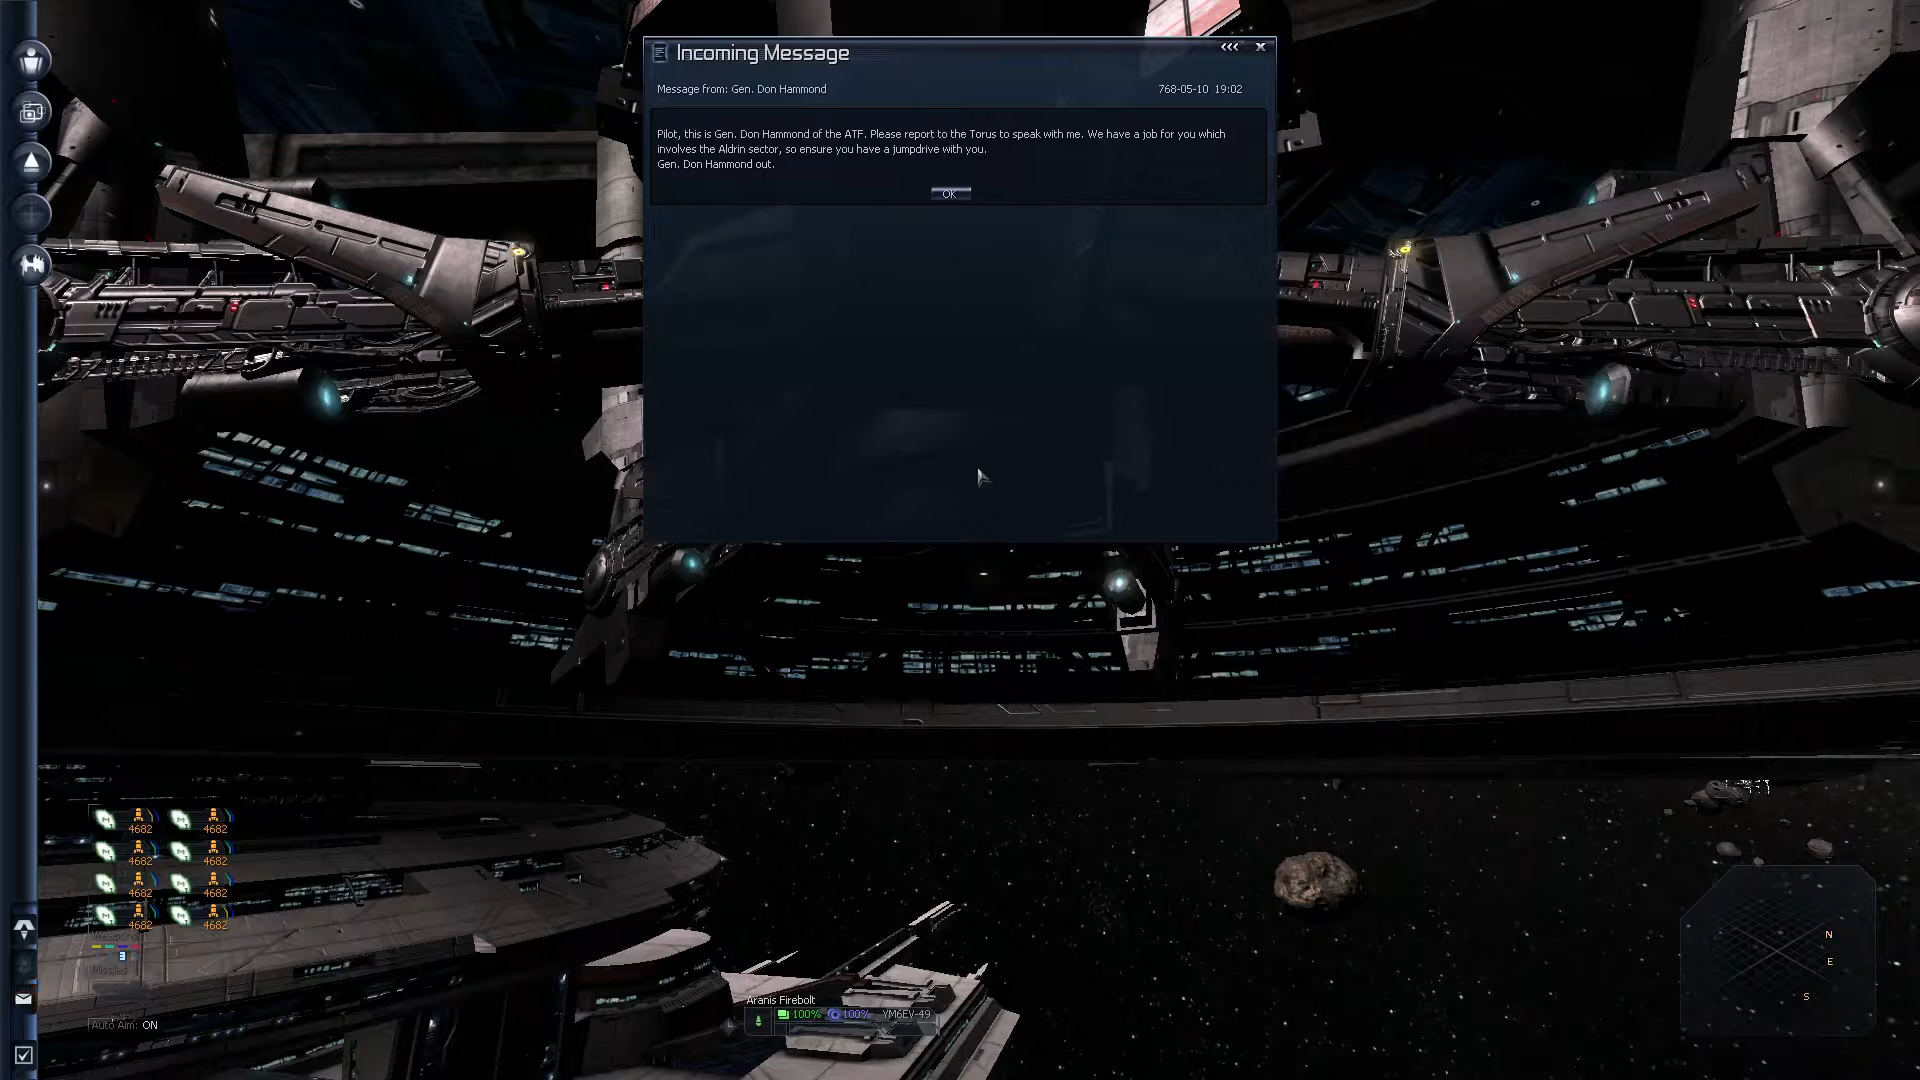 Incoming Message
<<<
X
Message from: Gen. Don Hammond
768-05-10 19:02
Pilot, this is Gen. Don Hammond of the ATF. Please report to the Torus to speak with me. We have a job for you which
involves the Aldrin sector, so ensure you have a jumpdrive with you.
Gen. Don Hammond out.
OK
M 4682 M 4682
M 4682 M 4682
M 4682 M 4682
M 4682 M 4682
Weapons
3
Missiles
Auto Aim: ON
Aranis Firebolt
100% 100% YM6EV-49
N
E
S